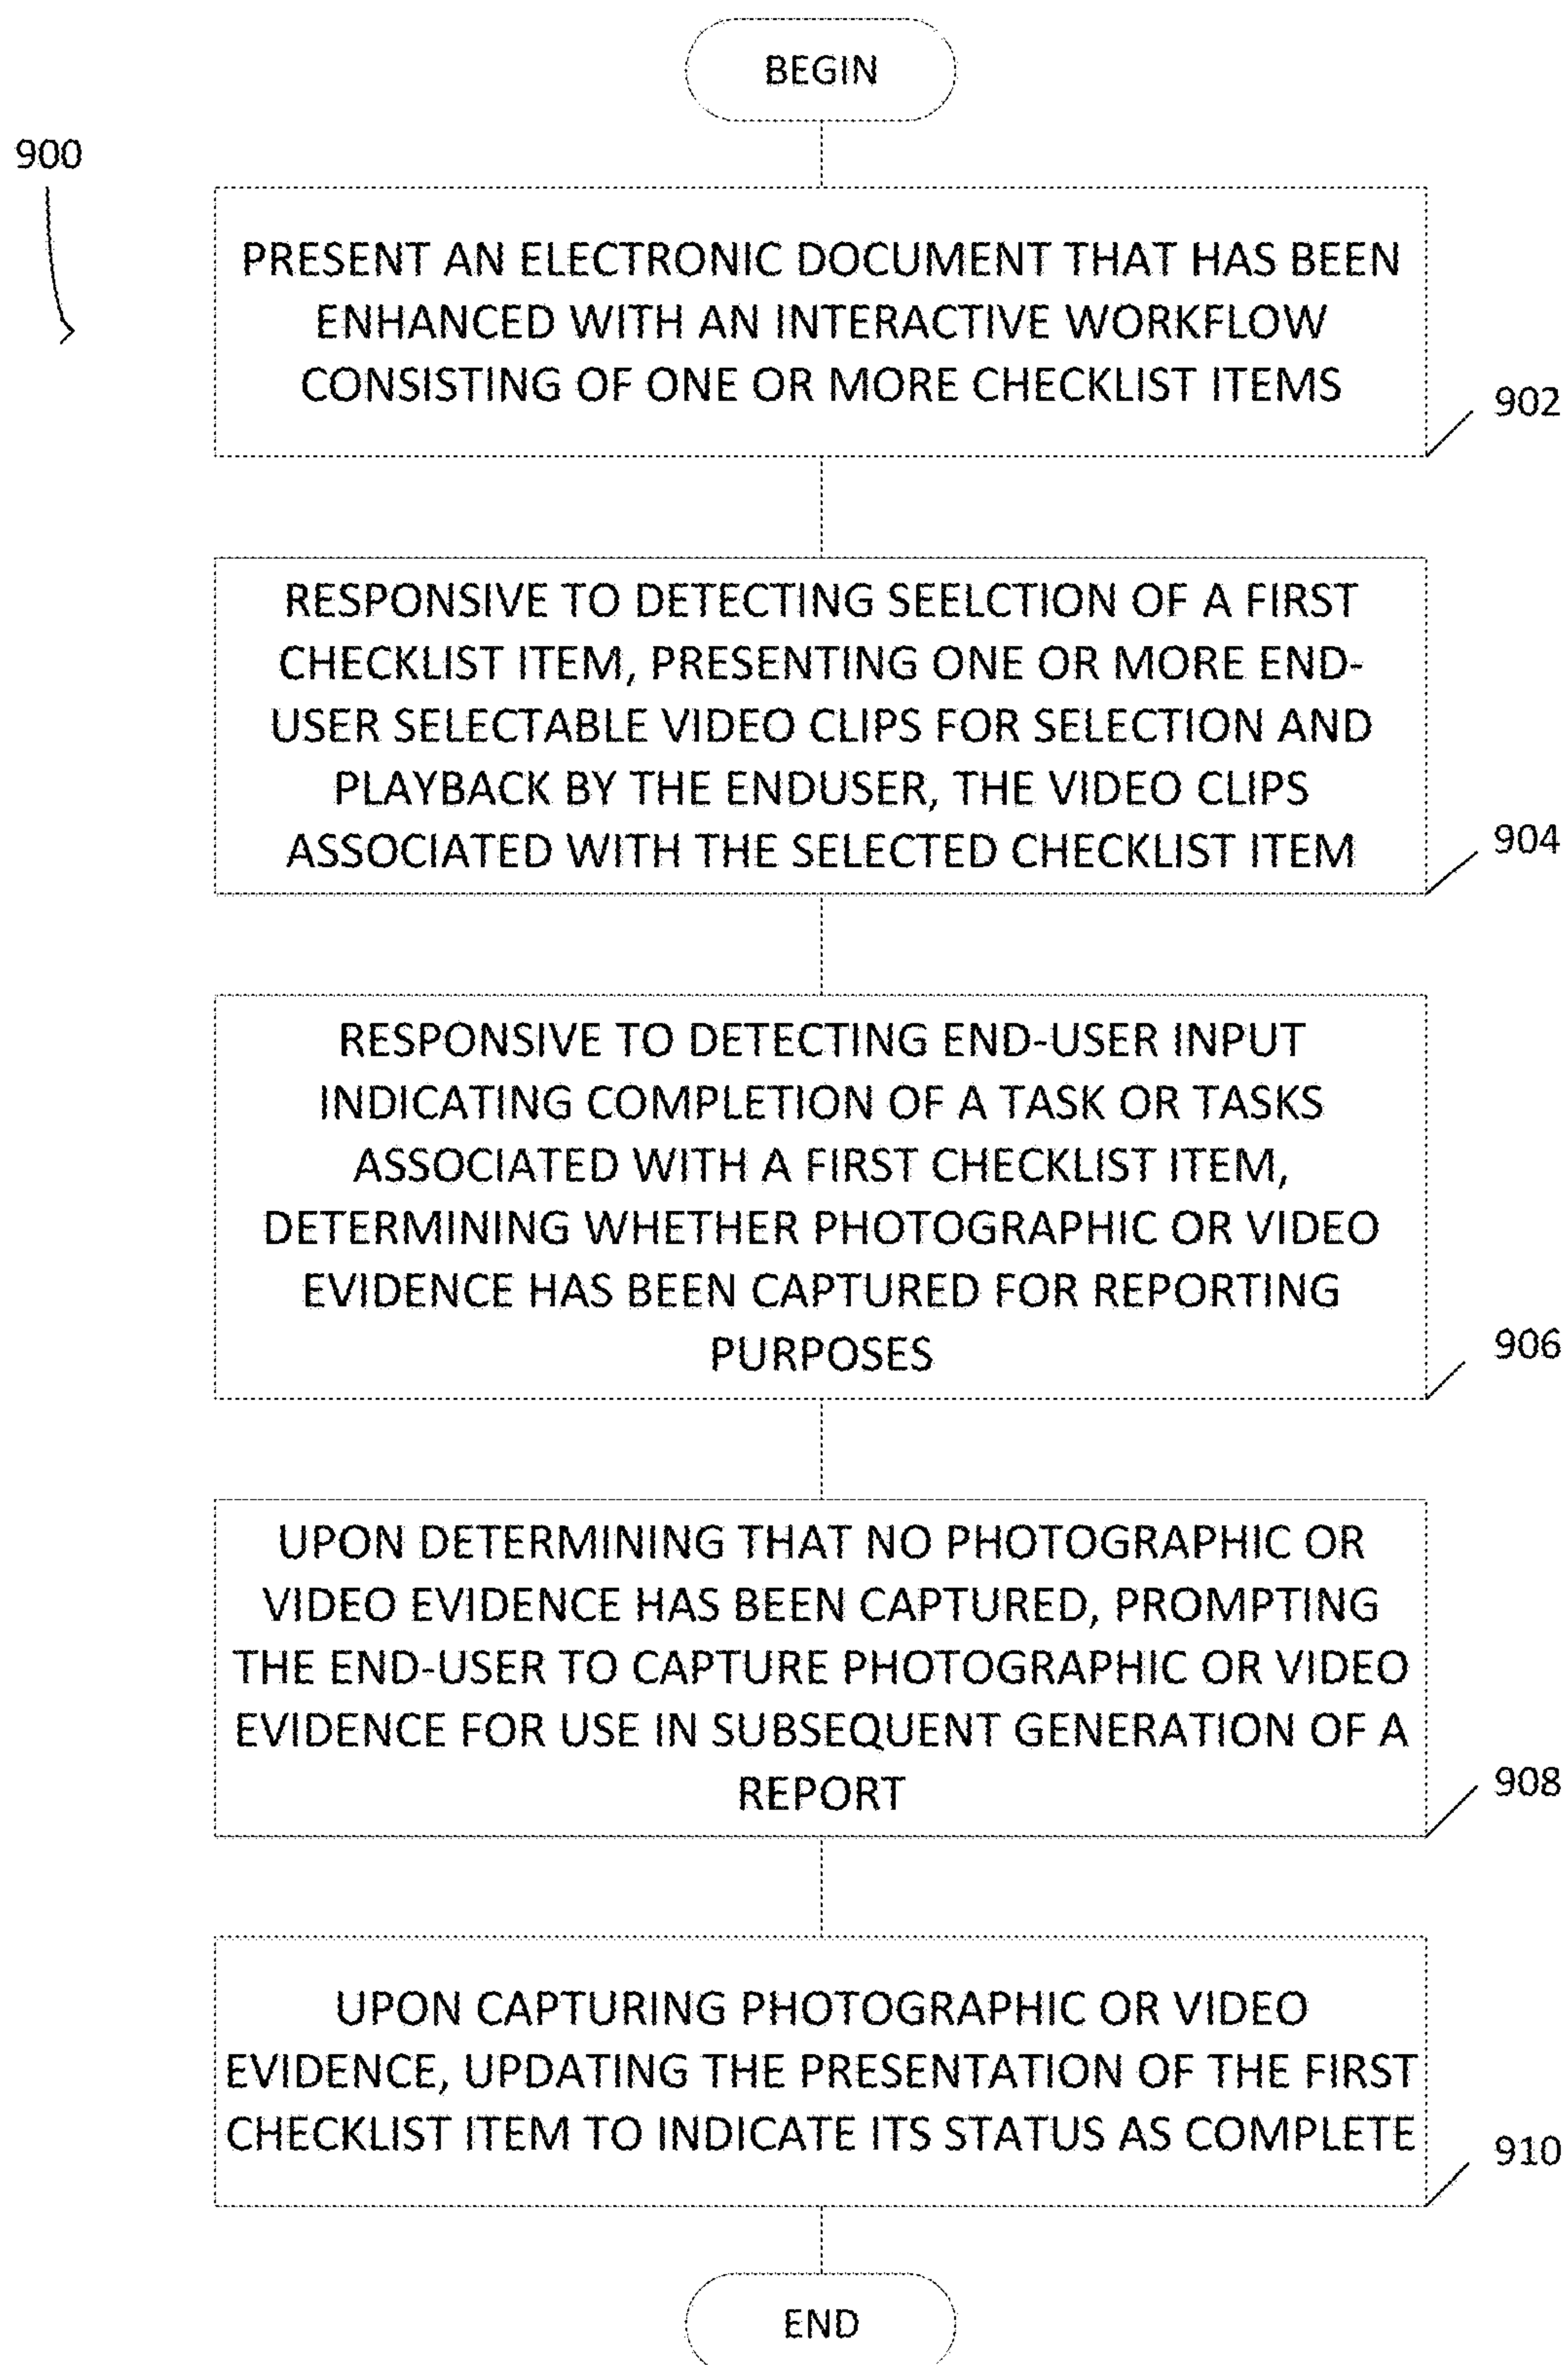 BEGIN
900
PRESENT AN ELECTRONIC DOCUMENT THAT HAS BEEN
ENHANCED WITH AN INTERACTIVE WORKFLOW
CONSISTING OF ONE OR MORE CHECKLIST ITEMS
902
RESPONSIVE TO DETECTING SEELCTION OF A FIRST
CHECKLIST ITEM, PRESENTING ONE OR MORE END-
USER SELECTABLE VIDEO CLIPS FOR SELECTION AND
PLAYBACK BY THE ENDUSER, THE VIDEO CLIPS
ASSOCIATED WITH THE SELECTED CHECKLIST ITEM
904
RESPONSIVE TO DETECTING END-USER INPUT
INDICATING COMPLETION OF A TASK OR TASKS
ASSOCIATED WITH A FIRST CHECKLIST ITEM,
DETERMINING WHETHER PHOTOGRAPHIC OR VIDEO
EVIDENCE HAS BEEN CAPTURED FOR REPORTING
PURPOSES
906
UPON DETERMINING THAT NO PHOTOGRAPHIC OR
VIDEO EVIDENCE HAS BEEN CAPTURED, PROMPTING
THE END-USER TO CAPTURE PHOTOGRAPHIC OR VIDEO
EVIDENCE FOR USE IN SUBSEQUENT GENERATION OF A
REPORT
908
UPON CAPTURING PHOTOGRAPHIC OR VIDEO
EVIDENCE, UPDATING THE PRESENTATION OF THE FIRST
CHECKLIST ITEM TO INDICATE ITS STATUS AS COMPLETE
910
END